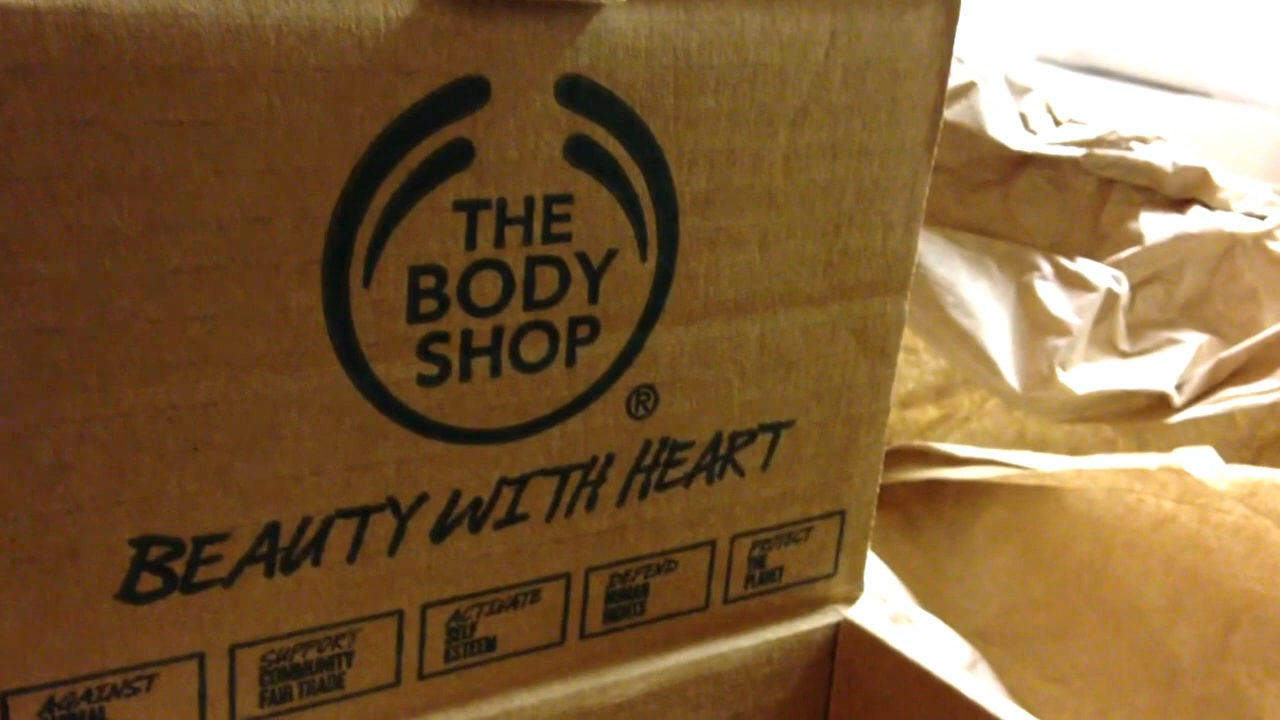 THE
BODY
SHOP
®
BEAUTY WITH HEART
AGAINST
SUPPORT
COMMUNITY
FAIR TRADE
ACTIVATE
SELF
ESTEEM
DEFEND
HUMAN
RIGHTS
PROTECT
THE
PLANET